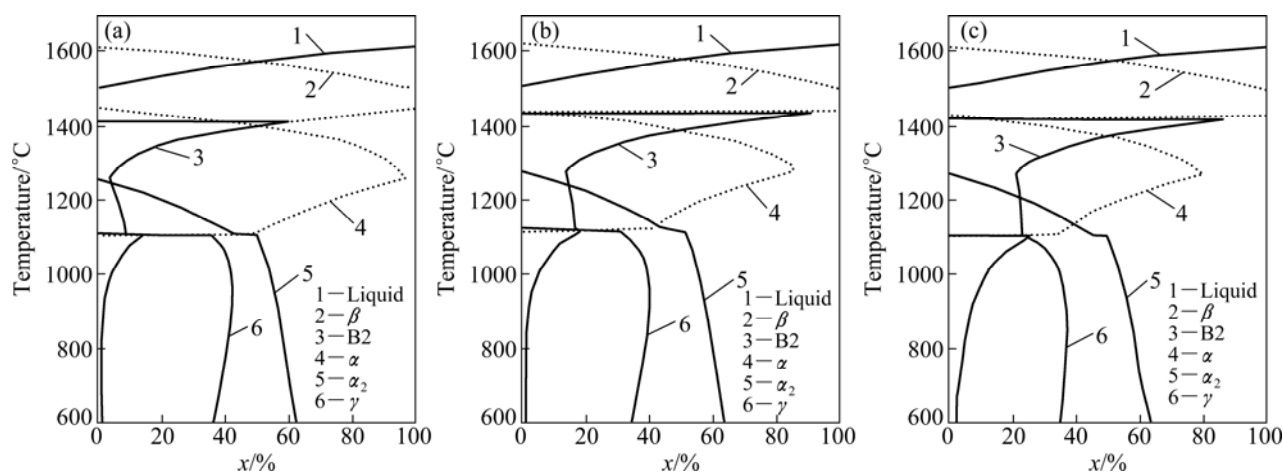 (a)
Temperature/°C
1600
1400
1200
1000
800
600
0
20
40
60
80
100
x/%
1
2
3
4
5
6
1—Liquid
2—β
3—B2
4—α
5—α₂
6—γ
(b)
Temperature/°C
1600
1400
1200
1000
800
600
0
20
40
60
80
100
x/%
1
2
3
4
5
6
1—Liquid
2—β
3—B2
4—α
5—α₂
6—γ
(c)
Temperature/°C
1600
1400
1200
1000
800
600
0
20
40
60
80
100
x/%
1
2
3
4
5
6
1—Liquid
2—β
3—B2
4—α
5—α₂
6—γ